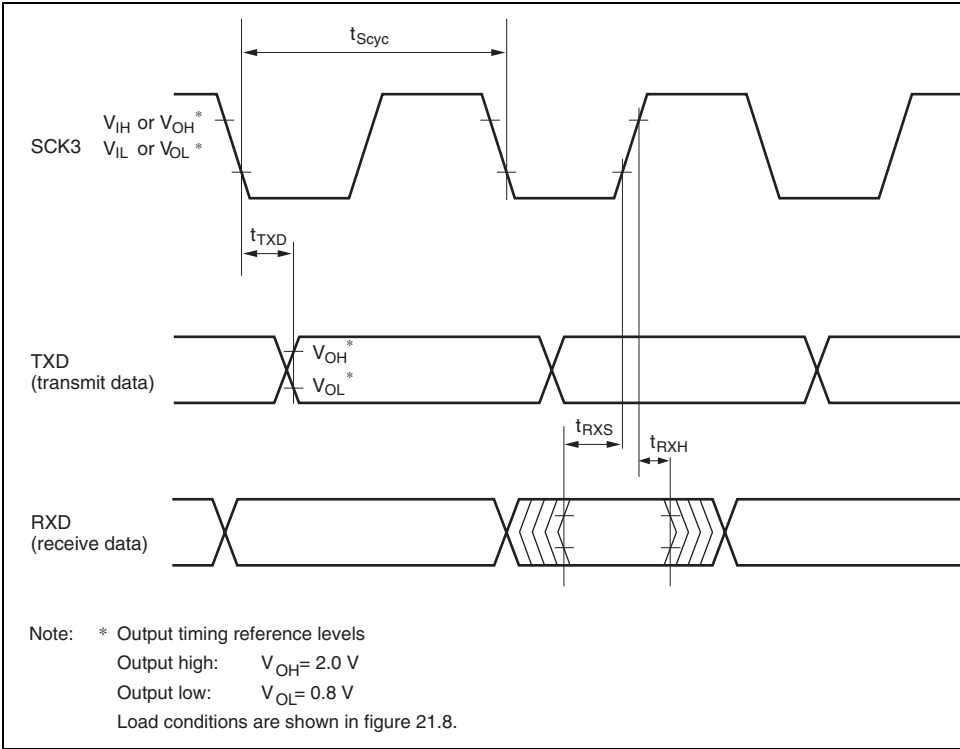 tScyc
VIH or VOH*
SCK3
VIL or VOL*
tTXD
TXD
(transmit data)
VOH*
VOL*
tRXS
tRXH
RXD
(receive data)
Note: * Output timing reference levels
Output high: VOH= 2.0 V
Output low: VOL= 0.8 V
Load conditions are shown in figure 21.8.